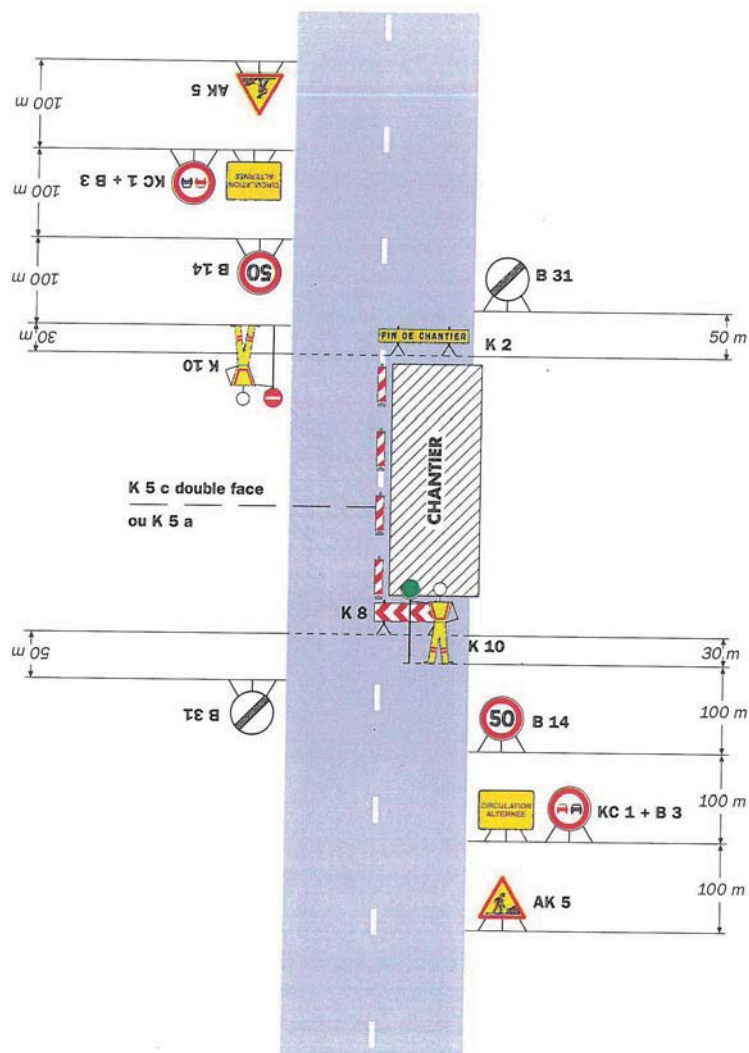 AK 5
100 m
KC 1 + B 3
CIRCULATION
ALTERNÉE
100 m
B 14
50
100 m
B 31
50 m
30 m
K 10
FIN DE CHANTIER
K 2
CHANTIER
K 5 c double face
ou K 5 a
K 8
K 10
50 m
30 m
B 31
100 m
50
B 14
CIRCULATION
ALTERNÉE
KC 1 + B 3
100 m
AK 5
100 m